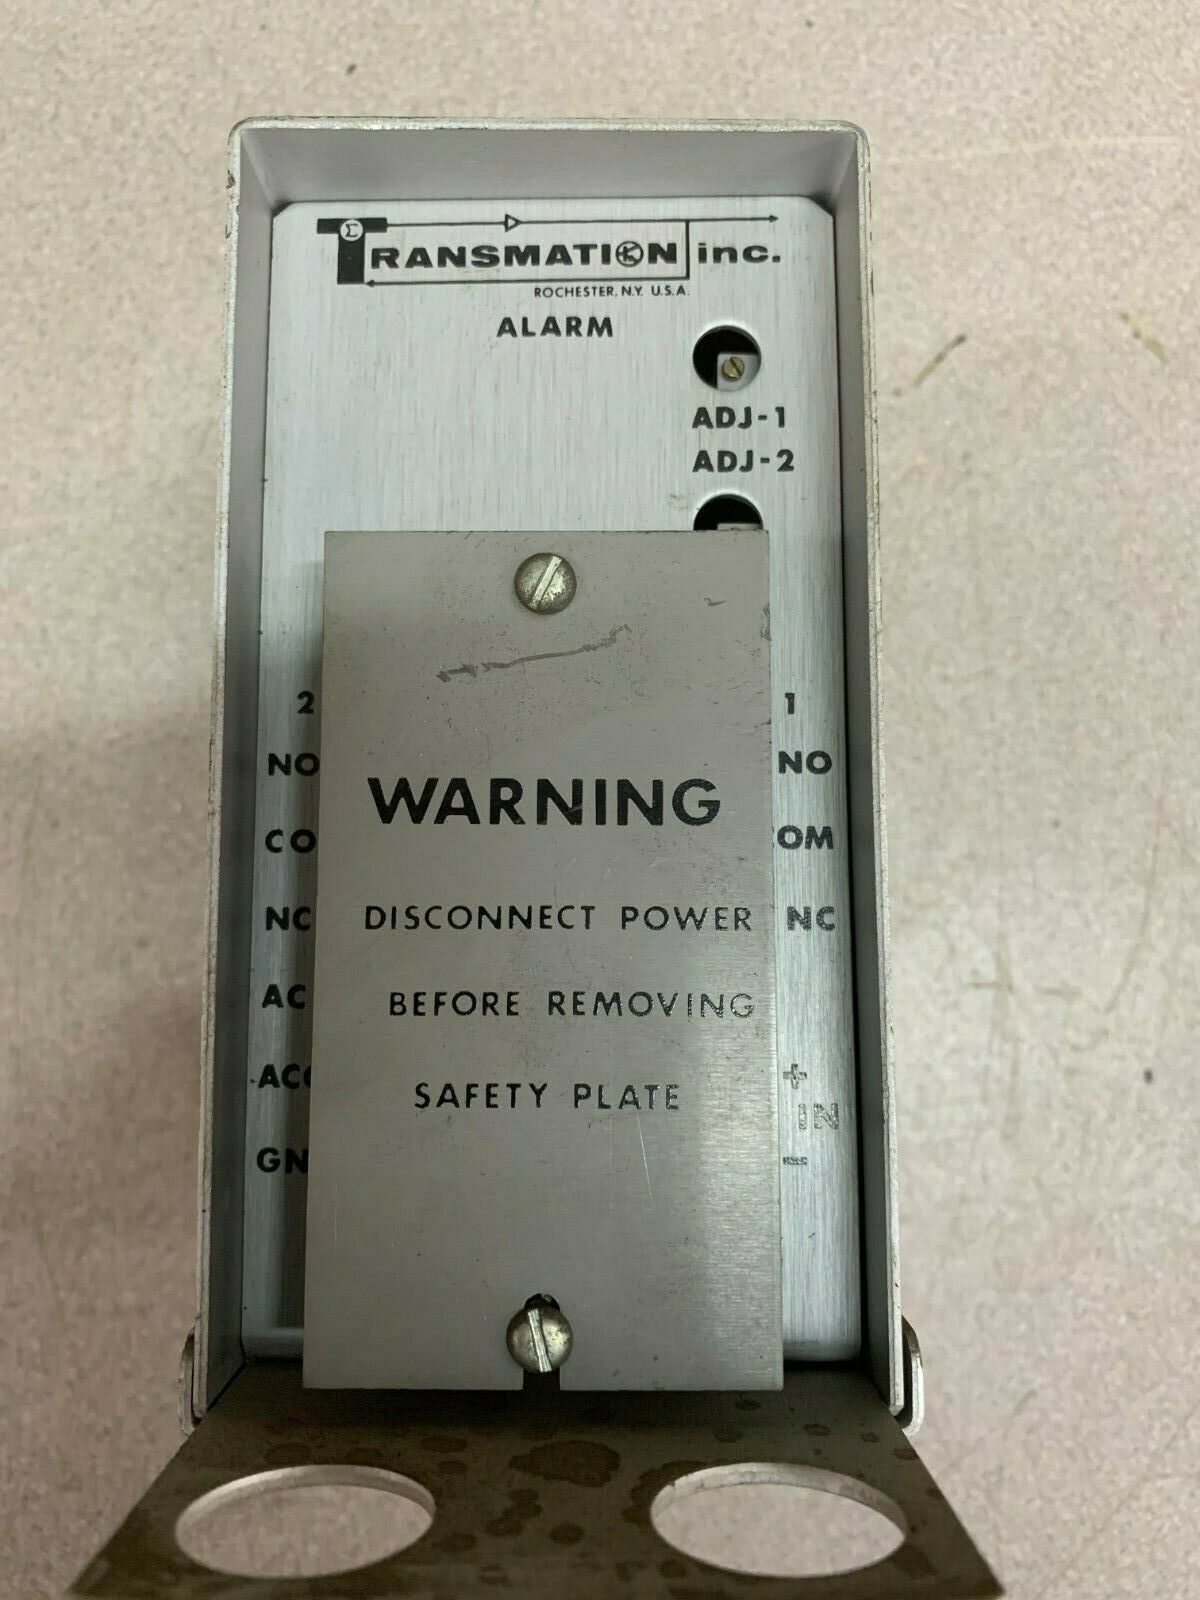 TRANSMATION inc.
ROCHESTER, N.Y. U.S.A.
ALARM
ADJ-1
ADJ-2
2 1
NO NO
CO OM
WARNING
NC NC
DISCONNECT POWER
AC
BEFORE REMOVING
ACC +
SAFETY PLATE
IN
GN -